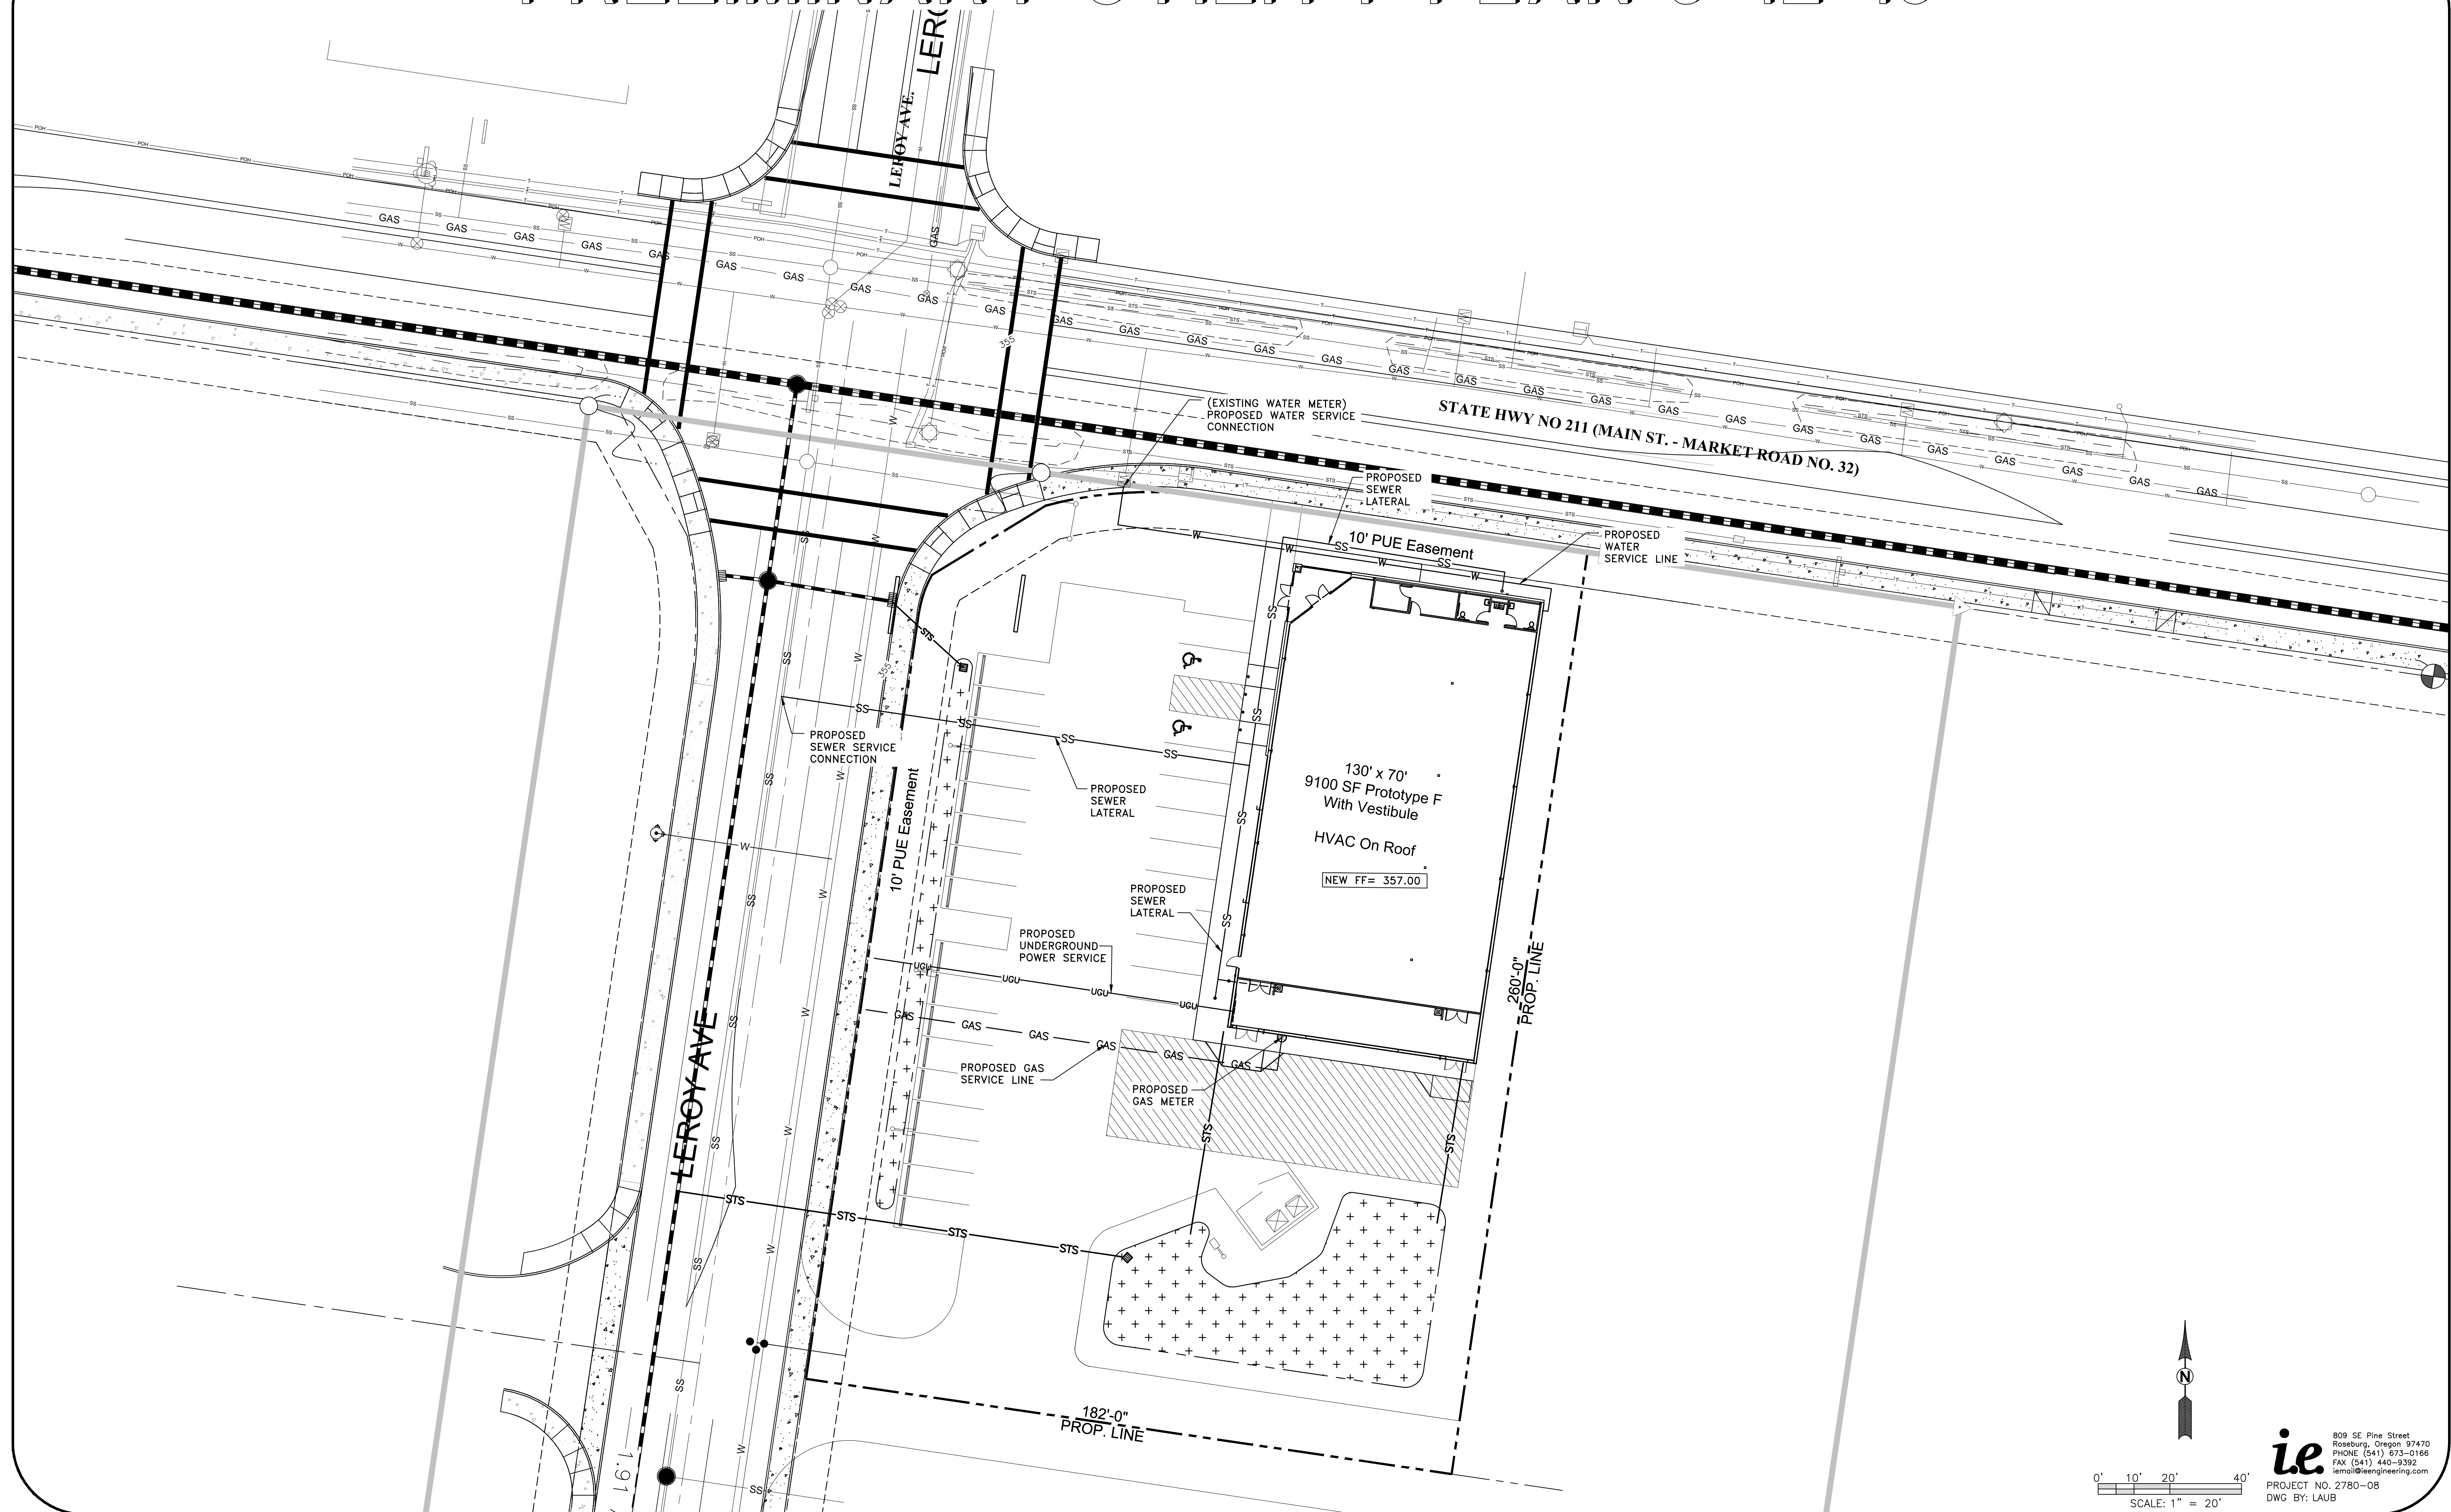 LEROY AVE.
355
(EXISTING WATER METER)
PROPOSED WATER SERVICE
CONNECTION
STATE HWY NO 211 (MAIN ST. - MARKET ROAD NO. 32)
PROPOSED
SEWER
LATERAL
10' PUE Easement
PROPOSED
WATER
SERVICE LINE
355
PROPOSED
SEWER SERVICE
CONNECTION
10' PUE Easement
PROPOSED
SEWER
LATERAL
130' x 70'
9100 SF Prototype F
With Vestibule
HVAC On Roof
NEW FF= 357.00
PROPOSED
SEWER
LATERAL
PROPOSED
UNDERGROUND
POWER SERVICE
260'-0"
PROP. LINE
PROPOSED GAS
SERVICE LINE
PROPOSED
GAS METER
LEROY AVE
182'-0"
PROP. LINE
GAS
SS
W
STS
UGU
POH
T
N
0' 10' 20' 40'
SCALE: 1" = 20'
i.e.
809 SE Pine Street
Roseburg, Oregon 97470
PHONE (541) 673-0166
FAX (541) 440-9392
iemail@ieengineering.com
PROJECT NO. 2780-08
DWG BY: LAUB